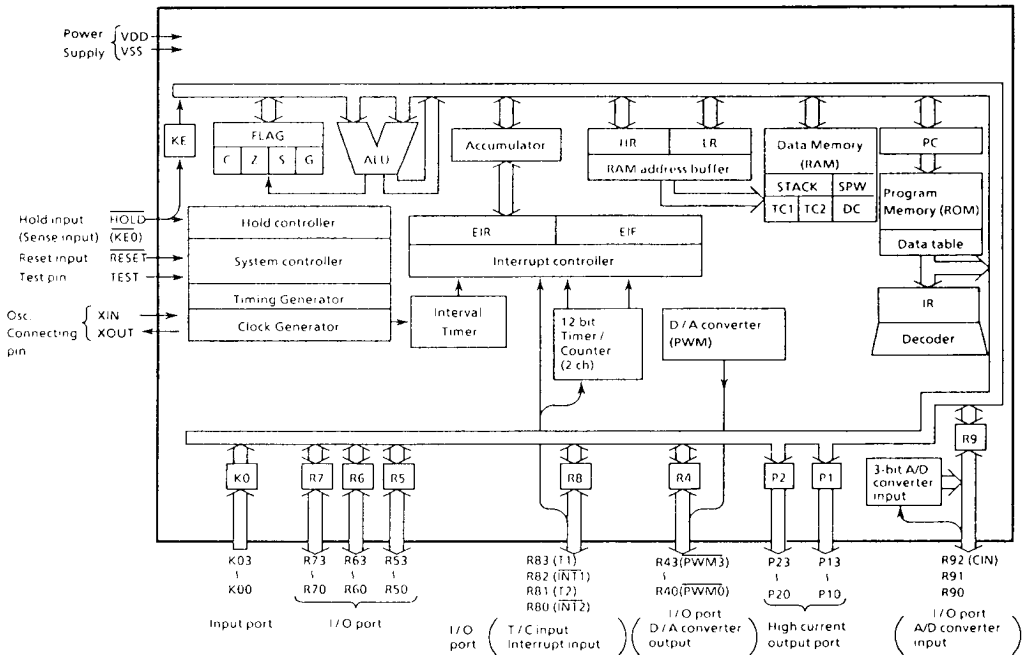 Power VDD
Supply VSS
KE
FLAG
C Z S G
ALU
Accumulator
HR LR
RAM address buffer
Data Memory
(RAM)
STACK SPW
TC1 TC2 DC
PC
Program
Memory (ROM)
Data table
IR
Decoder
Hold input HOLD
(Sense input) (KE0)
Reset input RESET
Test pin TEST
Osc. XIN
Connecting XOUT
pin
Hold controller
System controller
Timing Generator
Clock Generator
EIR EIF
Interrupt controller
Interval
Timer
12 bit
Timer /
Counter
(2 ch)
D / A converter
(PWM)
K0 R7 R6 R5 R8 R4 P2 P1
R9
3-bit A/D
converter
input
K03
~
K00
R73
~
R70
R63
~
R60
R53
~
R50
R83 (T1)
R82 (INT1)
R81 (T2)
R80 (INT2)
R43(PWM3)
~
R40(PWM0)
P23
~
P20
P13
~
P10
R92 (CIN)
R91
R90
Input port
I / O port
I / O
port
( T / C input
Interrupt input )
I/O port
( D / A converter
output )
High current
output port
I / O port
( A/D converter
input )